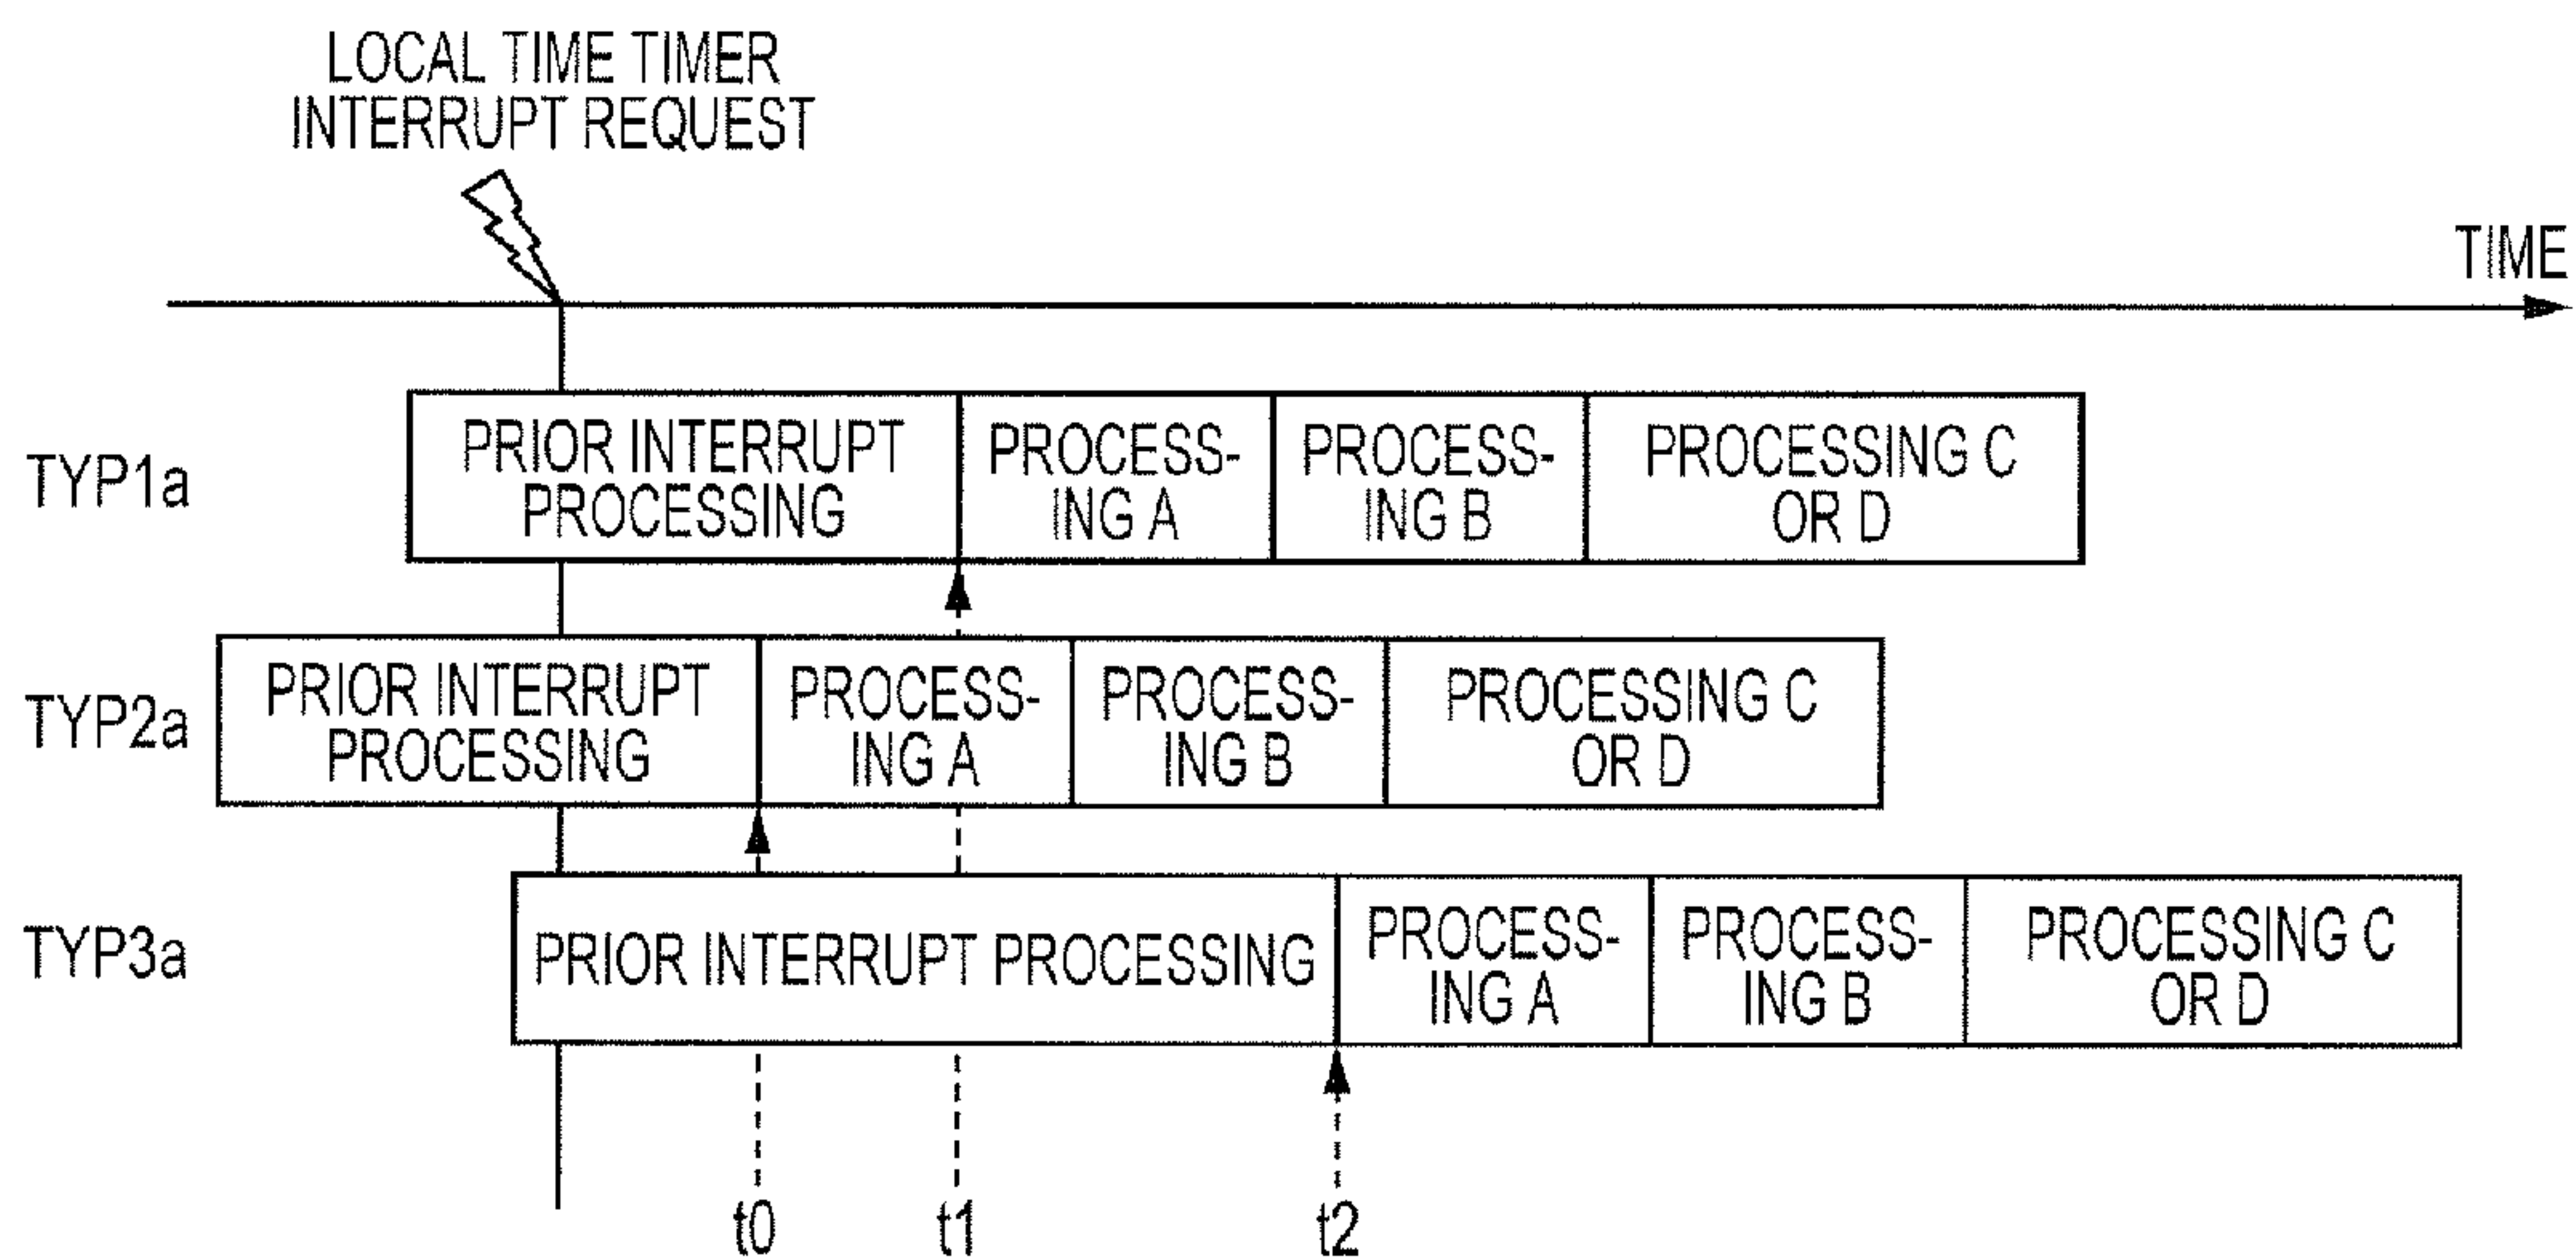 LOCAL TIME TIMER
INTERRUPT REQUEST
TIME
TYP1a
PRIOR INTERRUPT
PROCESSING
PROCESS-
ING A
PROCESS-
ING B
PROCESSING C
OR D
TYP2a
PRIOR INTERRUPT
PROCESSING
PROCESS-
ING A
PROCESS-
ING B
PROCESSING C
OR D
TYP3a
PRIOR INTERRUPT PROCESSING
PROCESS-
ING A
PROCESS-
ING B
PROCESSING C
OR D
t0
t1
t2